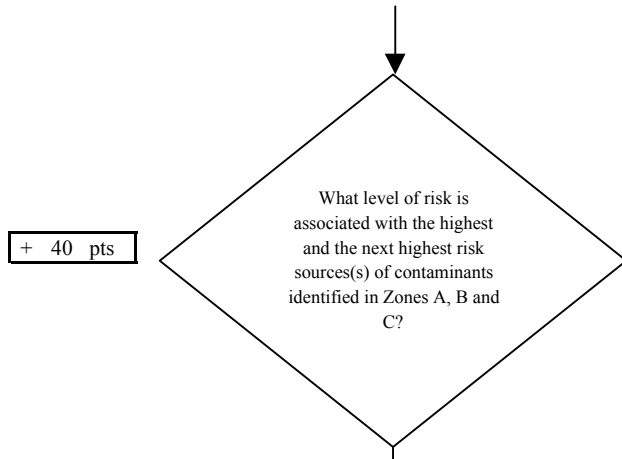 What level of risk is
associated with the highest
and the next highest risk
sources(s) of contaminants
identified in Zones A, B and
C?
+ 40 pts